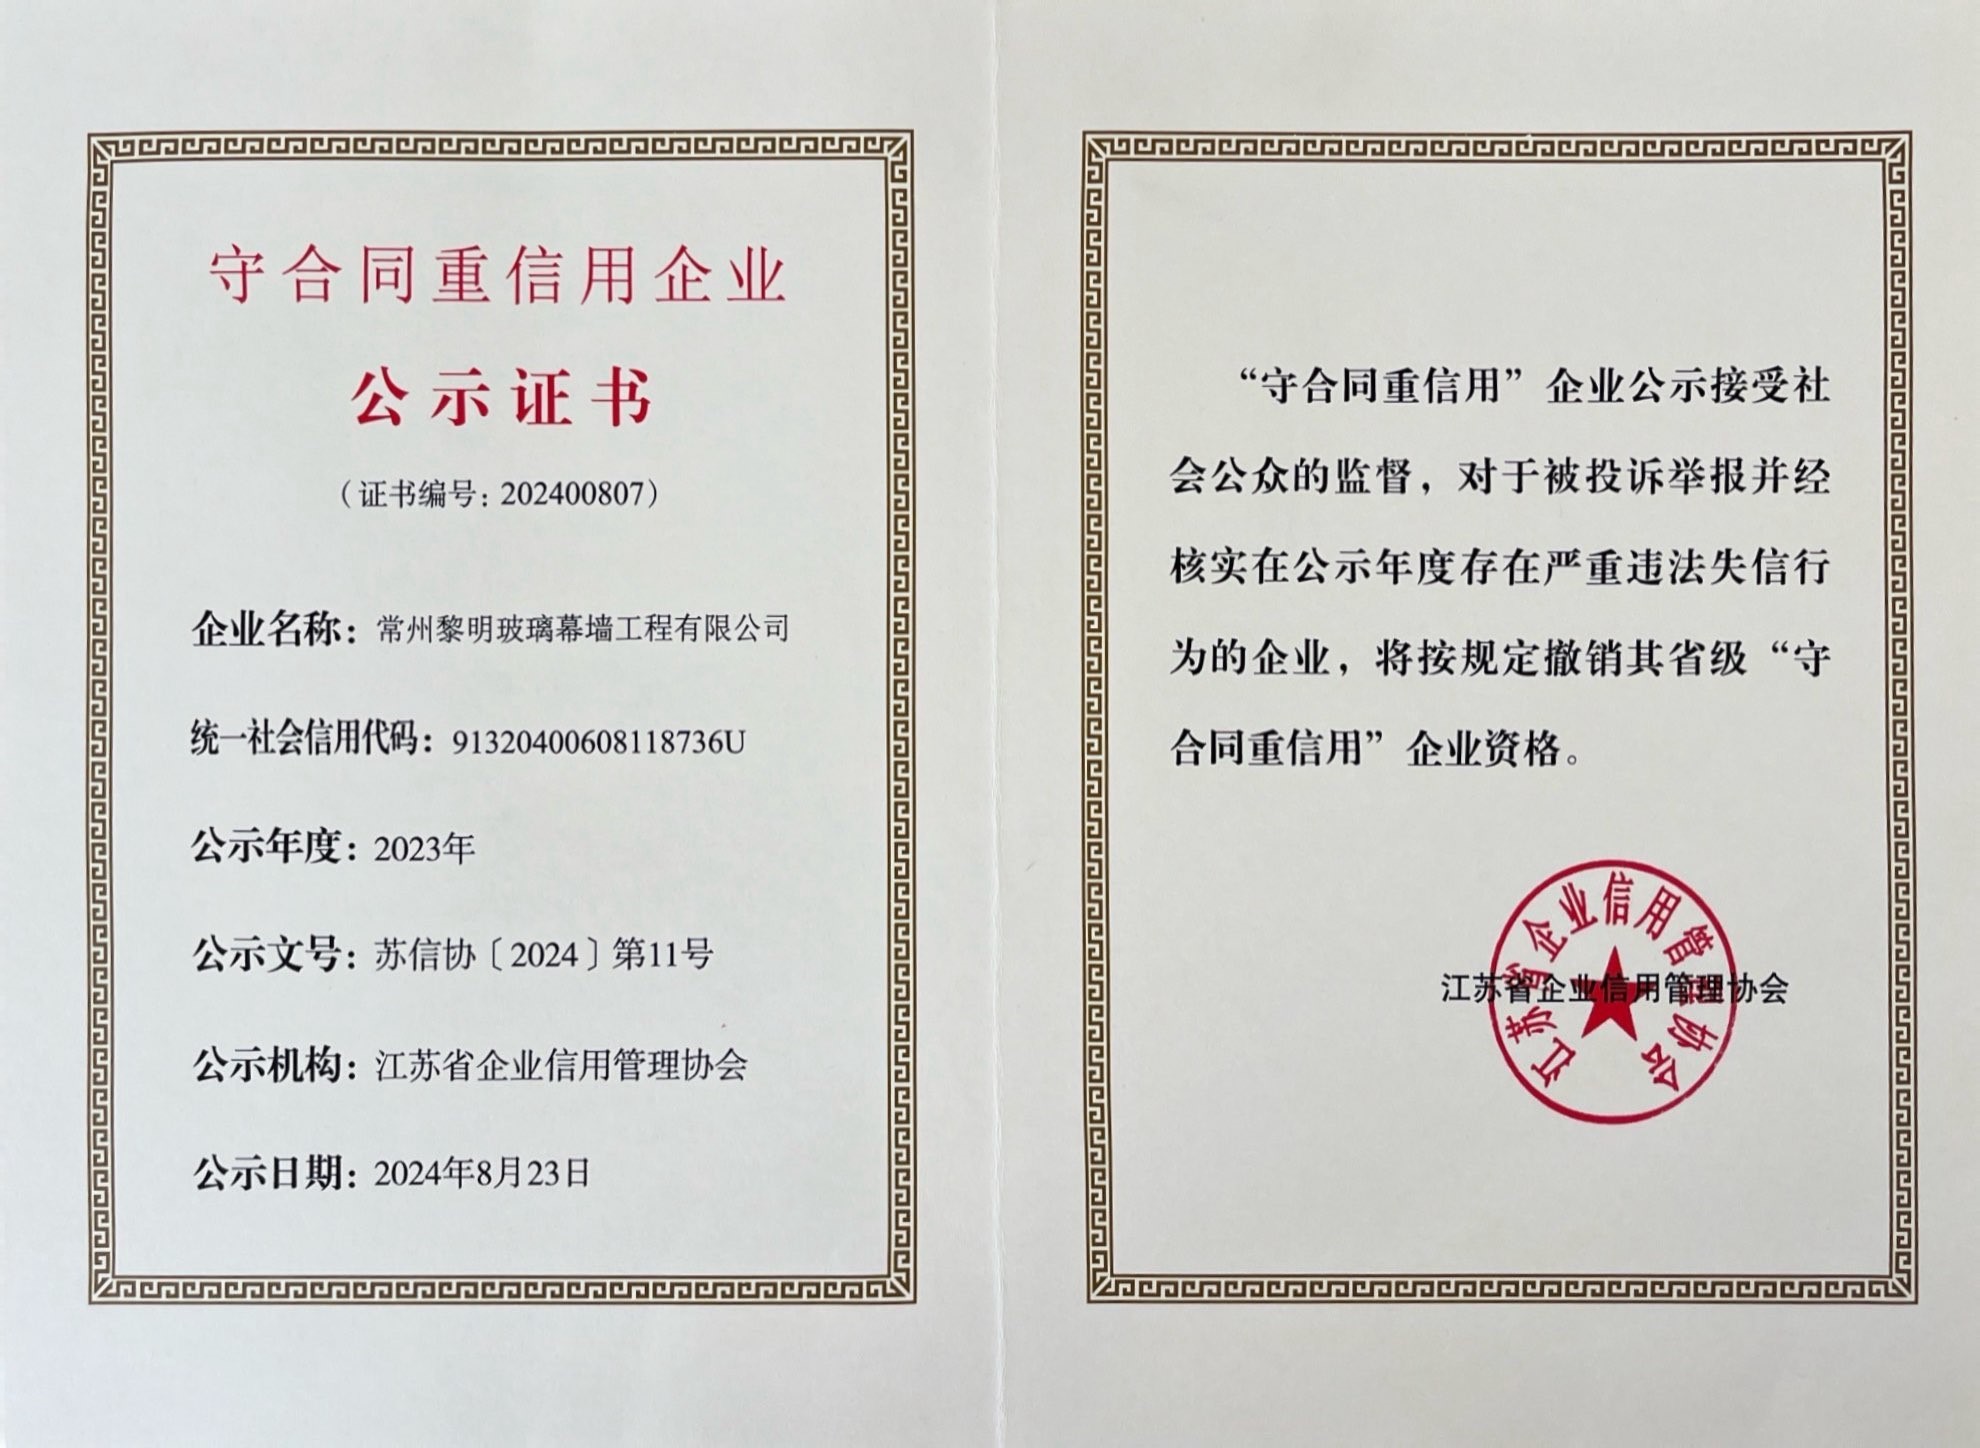 守合同重信用企业
公示证书
（证书编号：202400807）
企业名称：常州黎明玻璃幕墙工程有限公司
统一社会信用代码：91320400608118736U
公示年度：2023年
公示文号：苏信协〔2024〕第11号
公示机构：江苏省企业信用管理协会
公示日期：2024年8月23日
“守合同重信用”企业公示接受社
会公众的监督，对于被投诉举报并经
核实在公示年度存在严重违法失信行
为的企业，将按规定撤销其省级“守
合同重信用”企业资格。
江苏省企业信用管理协会
江苏省企业信用管理协会